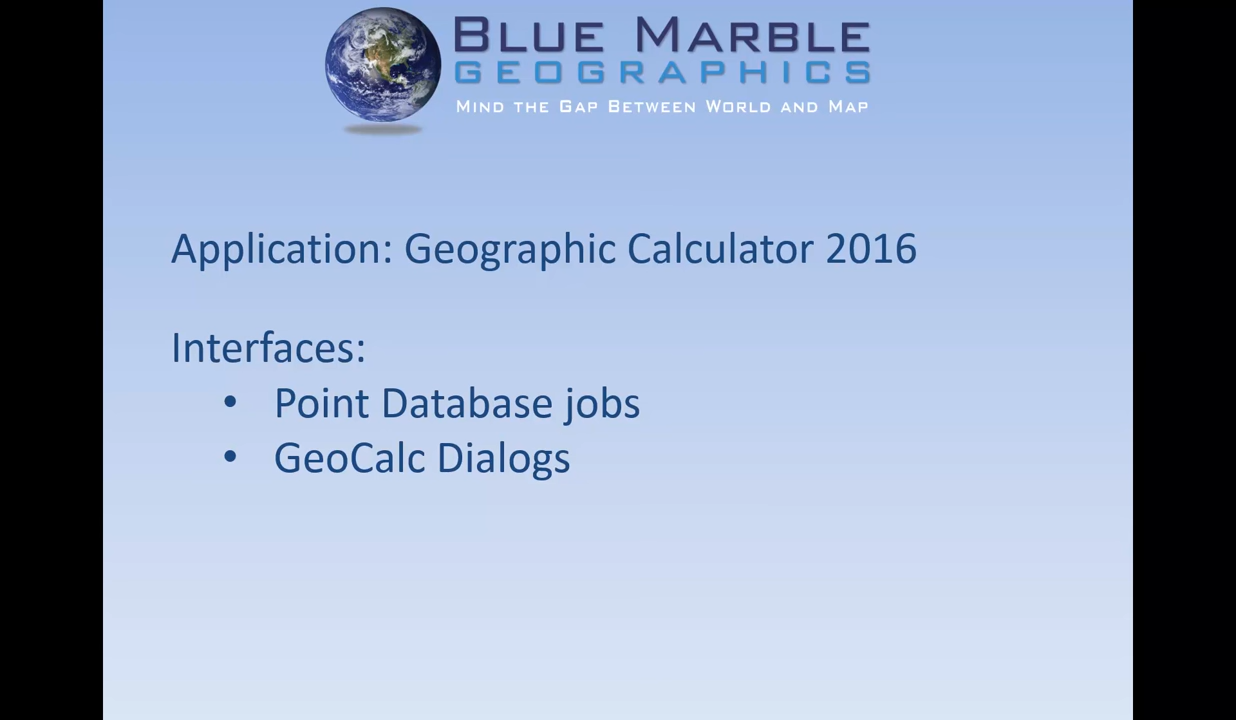 BLUE MARBLE
GEOGRAPHICS
MIND THE GAP BETWEEN WORLD AND MAP
Application: Geographic Calculator 2016
Interfaces:
• Point Database jobs
• GeoCalc Dialogs